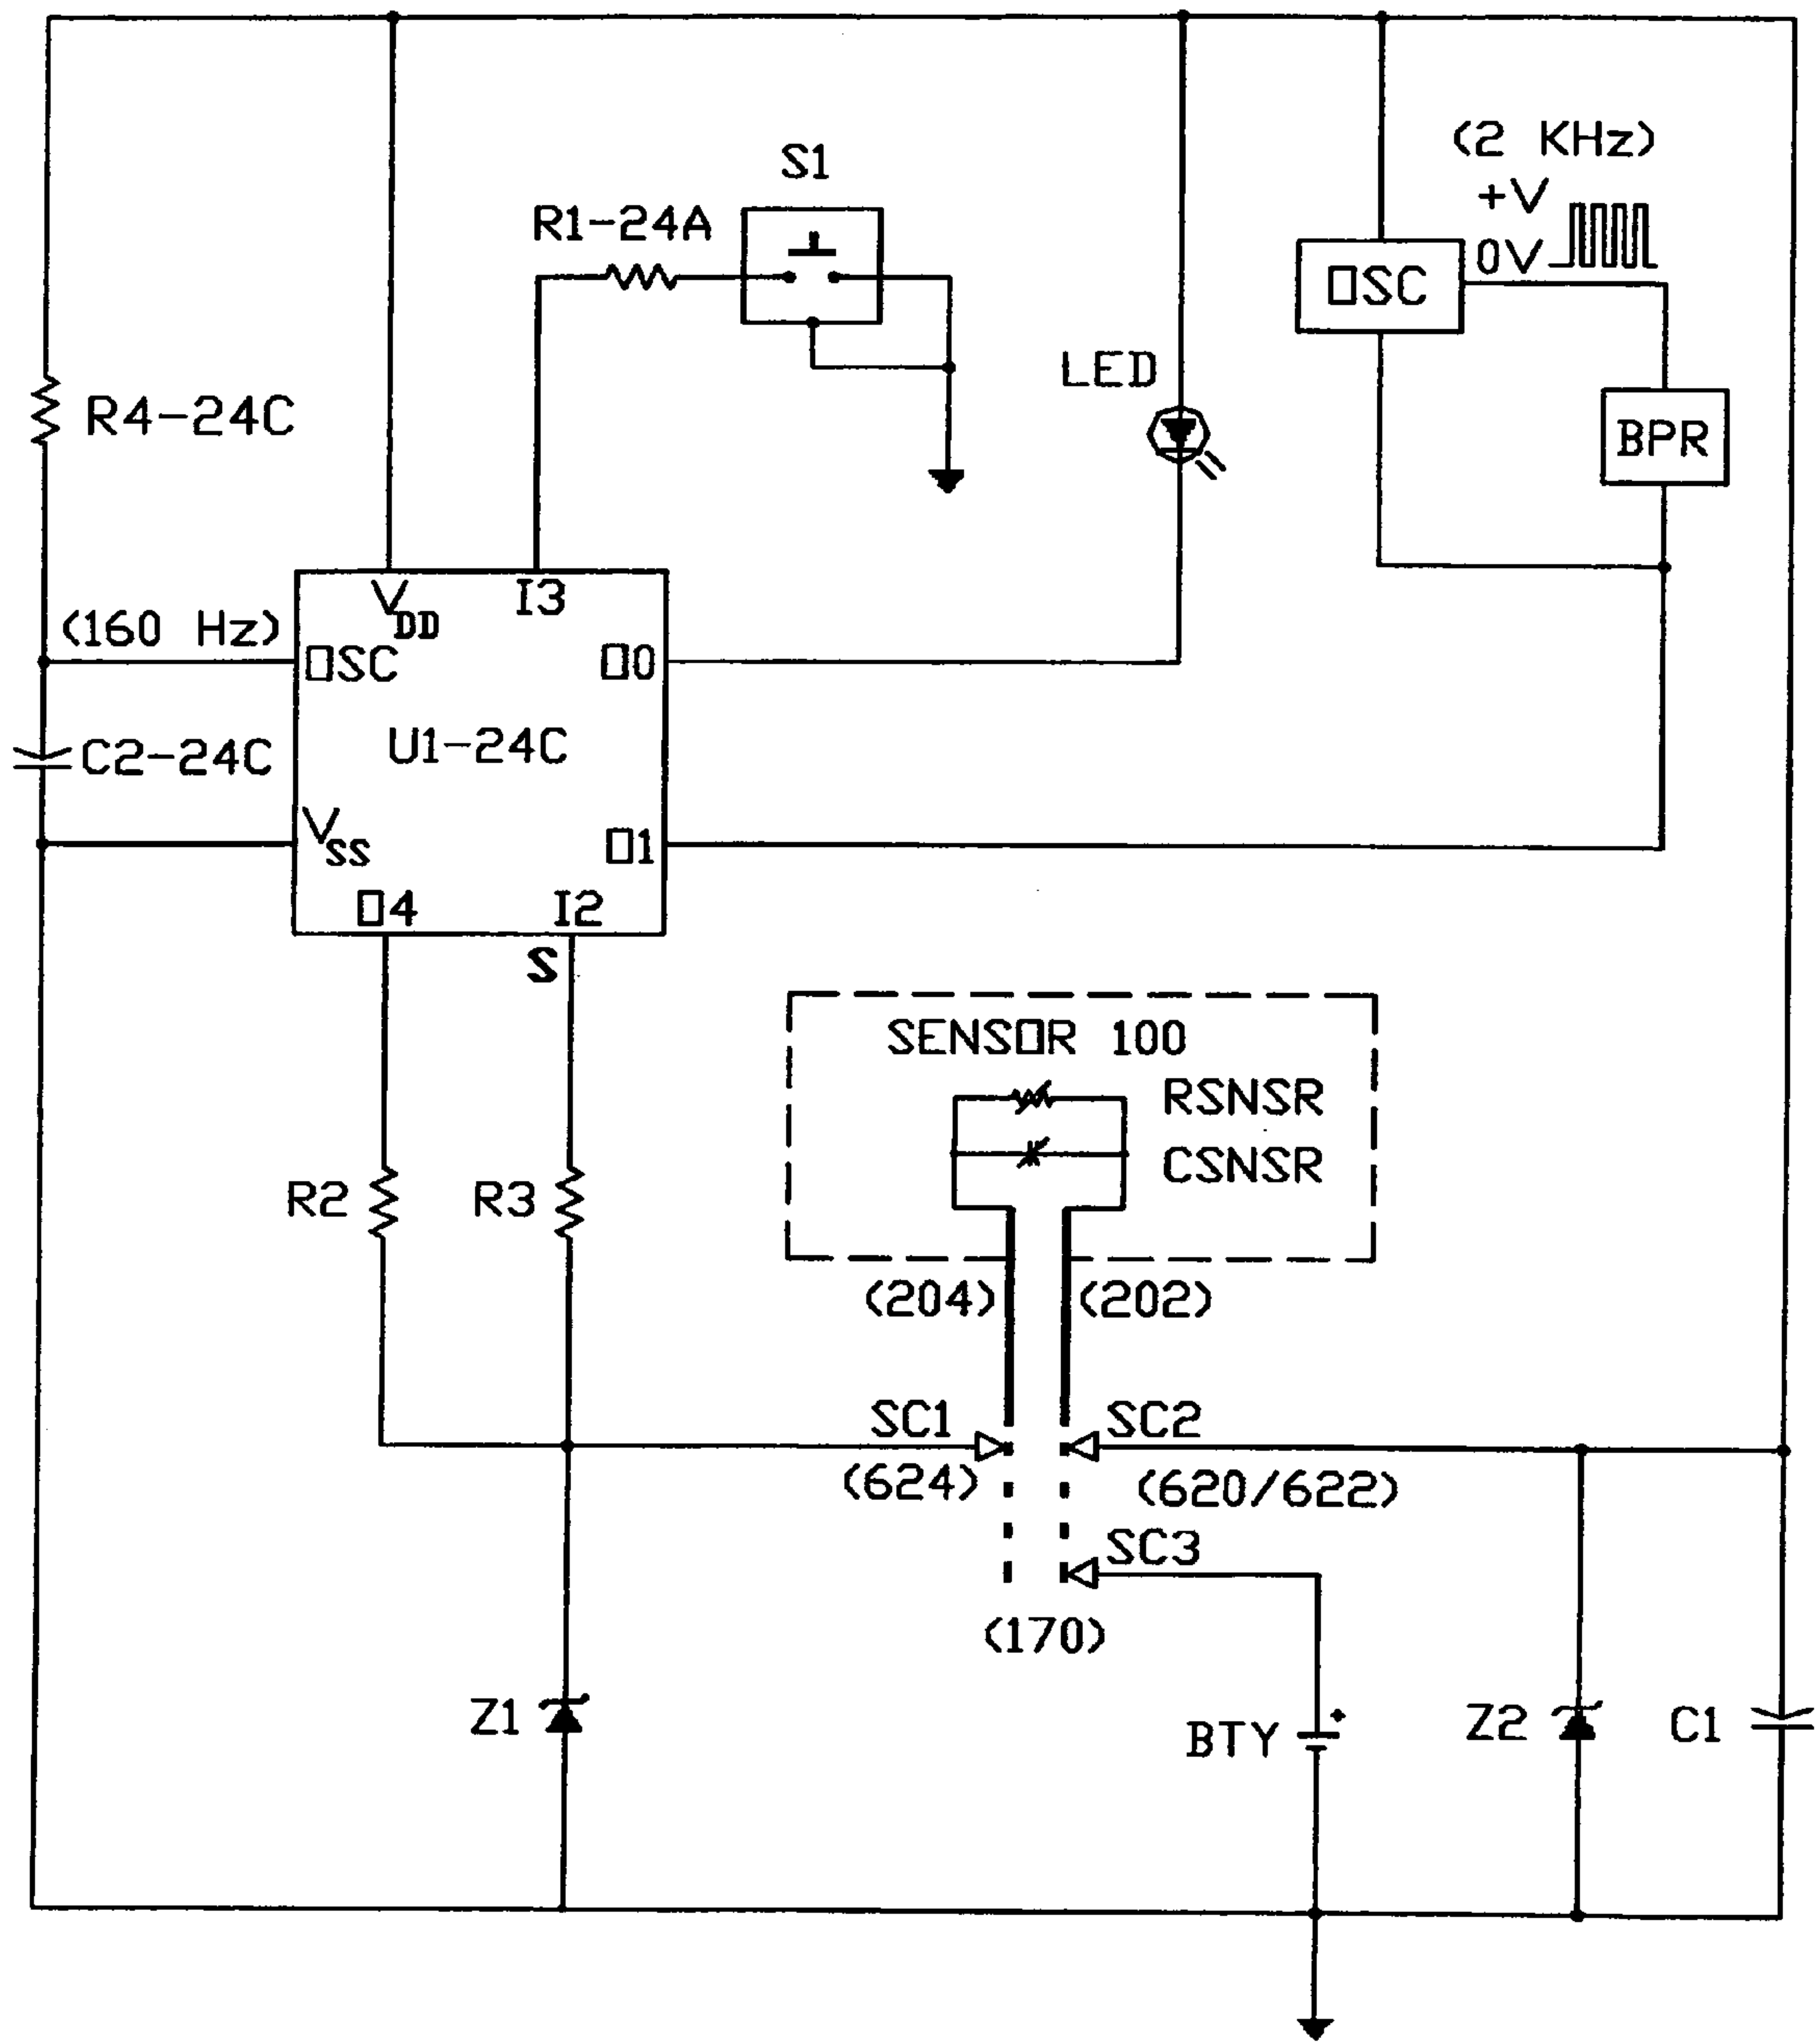 (2 KHz)
S1
+V
R1-24A
0V
OSC
LED
R4-24C
BPR
VDD
I3
(160 Hz)
OSC
O0
U1-24C
C2-24C
VSS
O1
O4
I2
S
SENSOR 100
RSNSR
CSNSR
R2
R3
(204)
(202)
SC1
SC2
(624)
(620/622)
SC3
(170)
Z1
+
BTY
Z2
C1